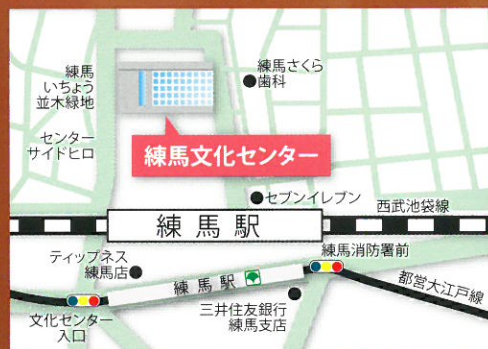 練馬
いちょう
並木緑地
練馬さくら
歯科
センター
サイドヒロ
練馬文化センター
セブンイレブン
西武池袋線
練馬駅
ティップネス
練馬店
練馬消防署前
練馬駅
都営大江戸線
三井住友銀行
練馬支店
文化センター
入口